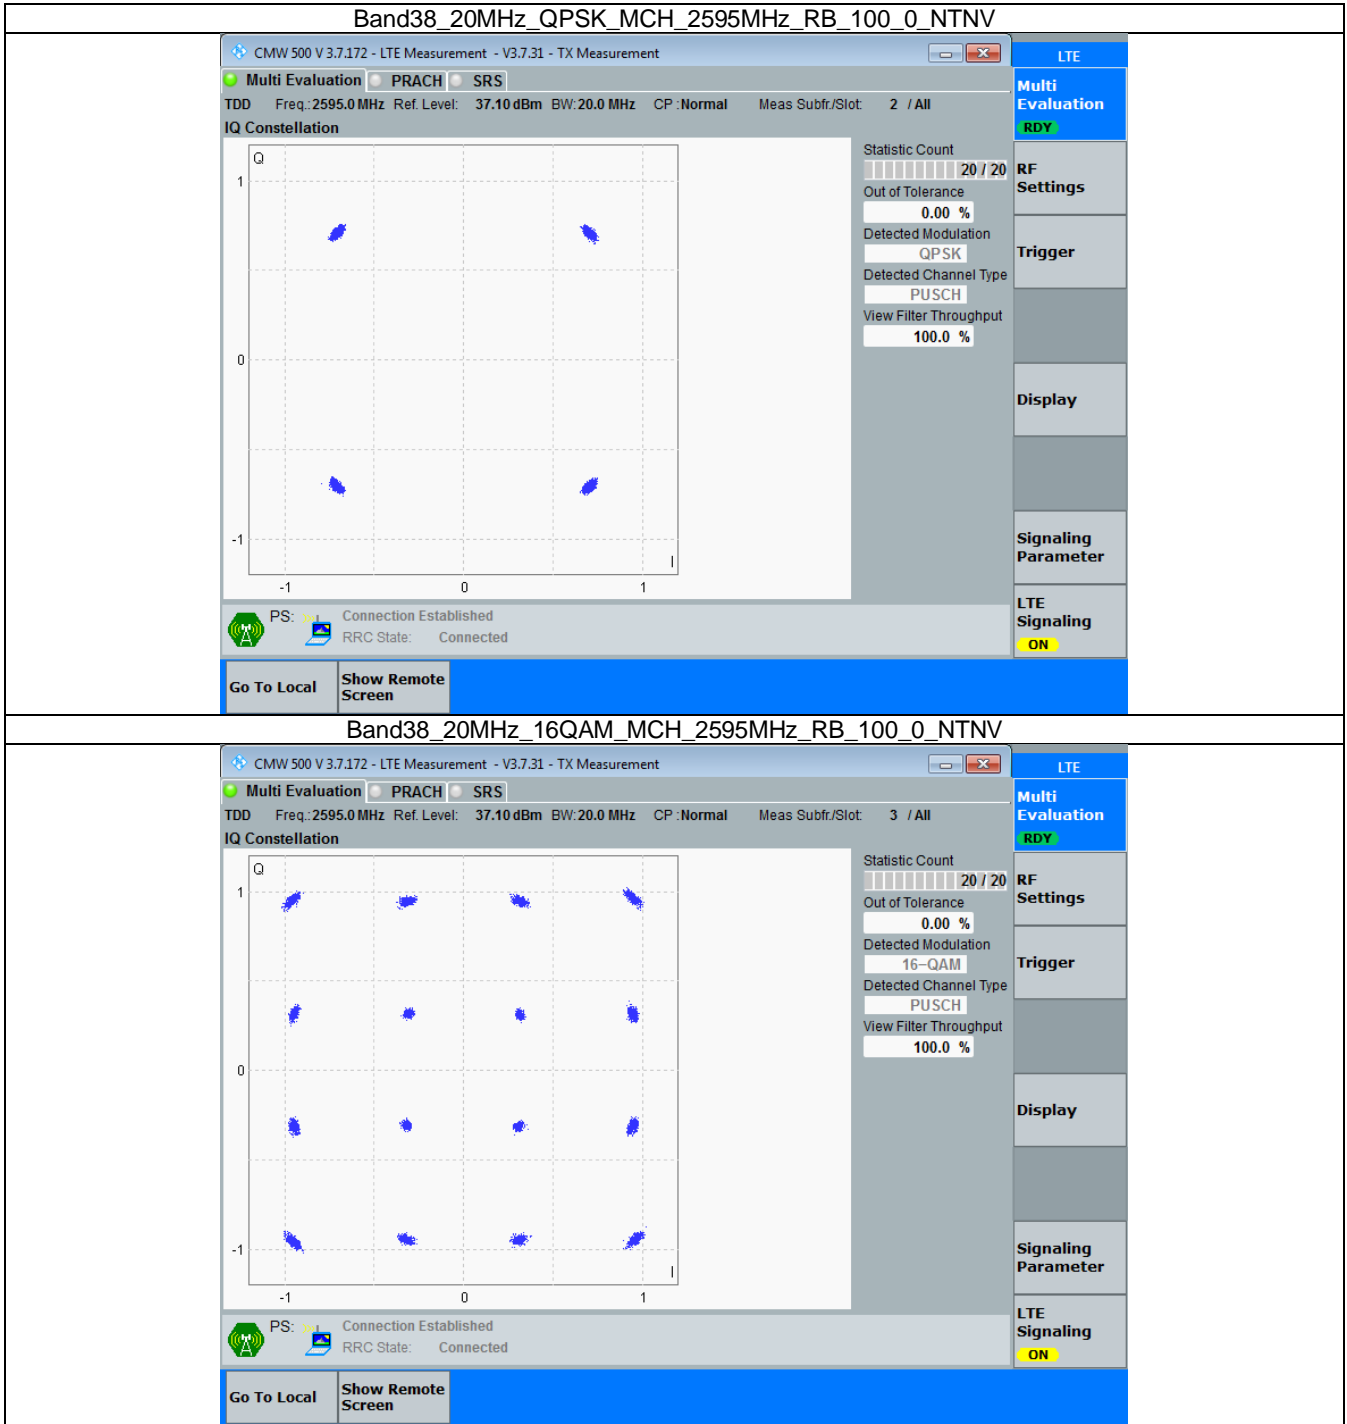 Band38_20MHz_QPSK_MCH_2595MHz_RB_100_0_NTNV
CMW 500 V 3.7.172 - LTE Measurement - V3.7.31 - TX Measurement
LTE
Multi Evaluation PRACH SRS
TDD Freq.: 2595.0 MHz Ref. Level: 37.10 dBm BW: 20.0 MHz CP : Normal Meas Subfr./Slot: 2 / All
IQ Constellation
Q
1
0
-1
I
-1 0 1
Statistic Count
20 / 20
Out of Tolerance
0.00 %
Detected Modulation
QPSK
Detected Channel Type
PUSCH
View Filter Throughput
100.0 %
Multi
Evaluation
RDY
RF
Settings
Trigger
Display
Signaling
Parameter
LTE
Signaling
ON
PS: Connection Established
RRC State: Connected
Go To Local
Show Remote
Screen
Band38_20MHz_16QAM_MCH_2595MHz_RB_100_0_NTNV
CMW 500 V 3.7.172 - LTE Measurement - V3.7.31 - TX Measurement
LTE
Multi Evaluation PRACH SRS
TDD Freq.: 2595.0 MHz Ref. Level: 37.10 dBm BW: 20.0 MHz CP : Normal Meas Subfr./Slot: 3 / All
IQ Constellation
Q
1
0
-1
I
-1 0 1
Statistic Count
20 / 20
Out of Tolerance
0.00 %
Detected Modulation
16-QAM
Detected Channel Type
PUSCH
View Filter Throughput
100.0 %
Multi
Evaluation
RDY
RF
Settings
Trigger
Display
Signaling
Parameter
LTE
Signaling
ON
PS: Connection Established
RRC State: Connected
Go To Local
Show Remote
Screen